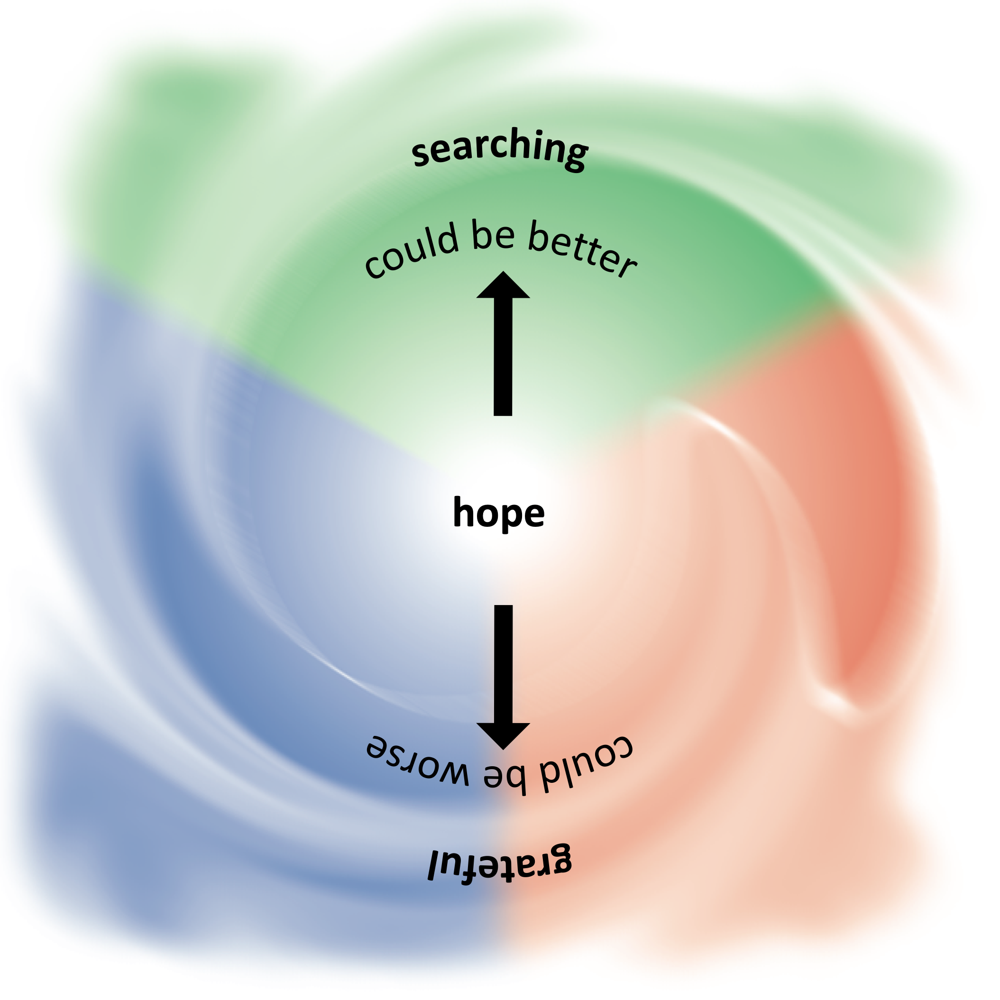 searching
could be better
hope
could be worse
grateful